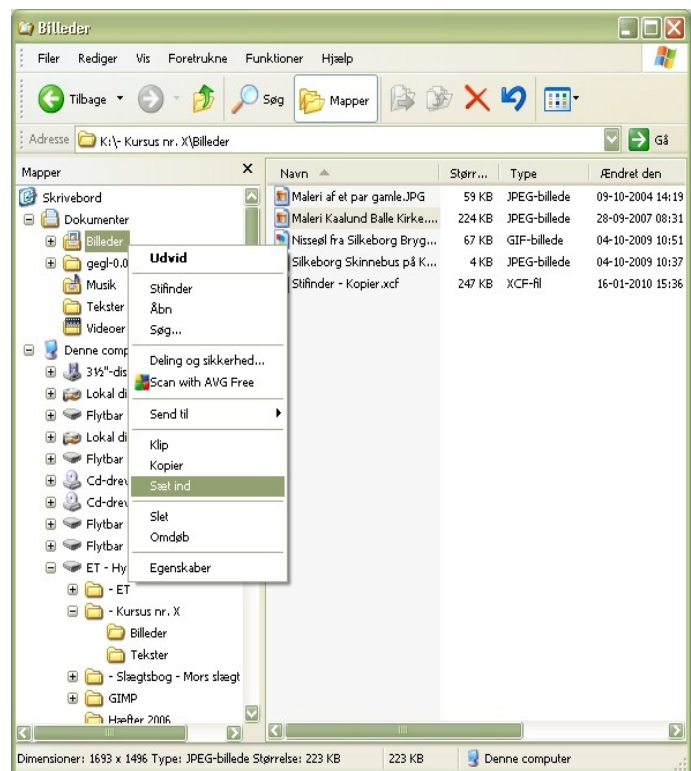 Billeder
Filer Rediger Vis Foretrukne Funktioner Hjælp
Tilbage Søg Mapper
Adresse K:\- Kursus nr. X\Billeder Gå
Mapper X
Navn Størr... Type Ændret den
Skrivebord
Dokumenter
Billeder
gegl-0.0
Musik
Tekster
Videoer
Denne comp
3½"-dis
Lokal di
Flytbar
Lokal di
Flytbar
Cd-drev
Cd-drev
Flytbar
Flytbar
ET - Hy
- ET
- Kursus nr. X
Billeder
Tekster
- Slægtsbog - Mors slægt
GIMP
Hæfter 2006
Udvid
Stifinder
Åbn
Søg...
Deling og sikkerhed...
Scan with AVG Free
Send til
Klip
Kopier
Sæt ind
Slet
Omdøb
Egenskaber
Maleri af et par gamle.JPG 59 KB JPEG-billede 09-10-2004 14:19
Maleri Kaalund Balle Kirke.... 224 KB JPEG-billede 28-09-2007 08:31
Nisseøl fra Silkeborg Bryg... 67 KB GIF-billede 04-10-2009 10:51
Silkeborg Skinnebus på K... 4 KB JPEG-billede 04-10-2009 10:37
Stifinder - Kopier.xcf 247 KB XCF-fil 16-01-2010 15:36
Dimensioner: 1693 x 1496 Type: JPEG-billede Størrelse: 223 KB 223 KB Denne computer